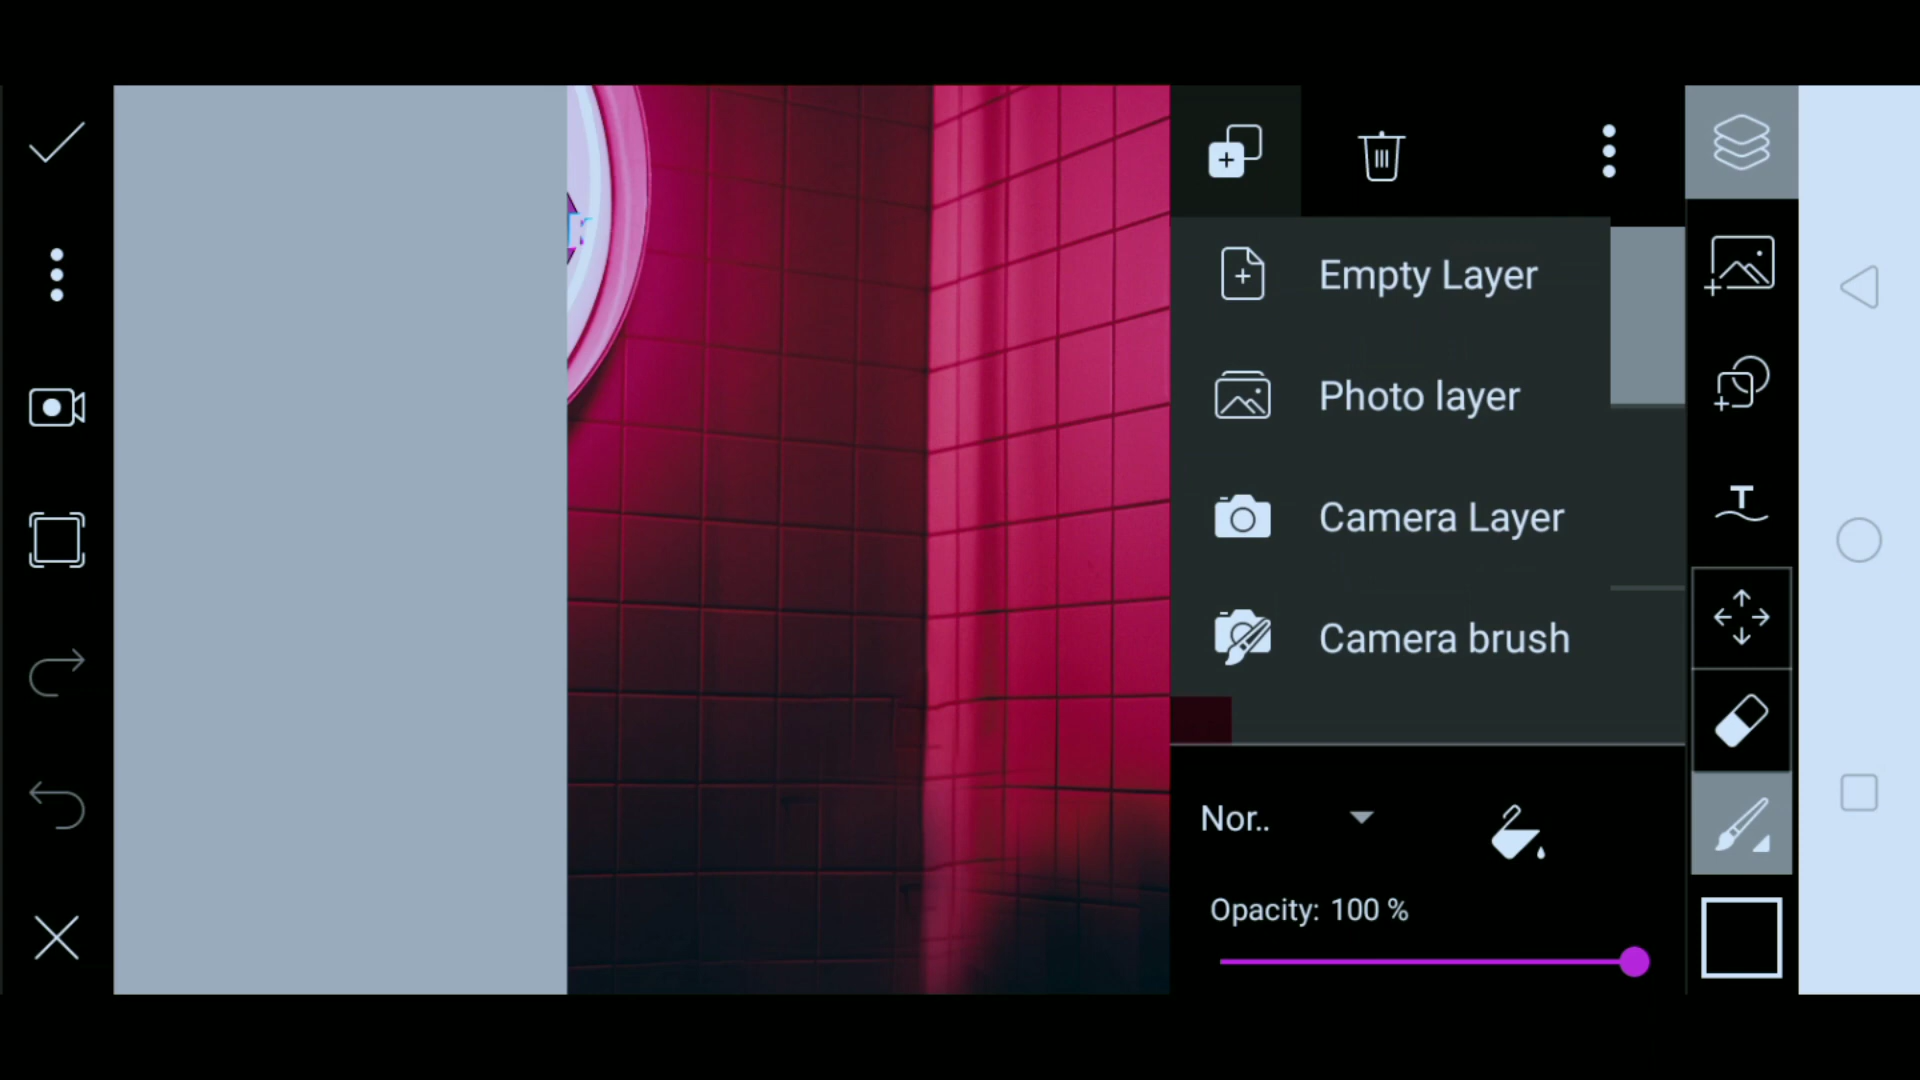 Empty Layer
Photo layer
Camera Layer
Camera brush
Nor..
Opacity: 100 %